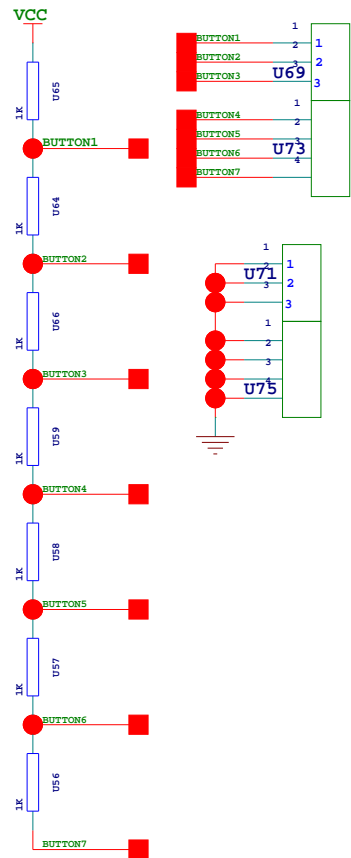 VCC
U65
1K
BUTTON1
U64
1K
BUTTON2
U66
1K
BUTTON3
U59
1K
BUTTON4
U58
1K
BUTTON5
U57
1K
BUTTON6
U56
1K
BUTTON7
BUTTON1
1
1
BUTTON2
2
2
BUTTON3
3
U69
3
BUTTON4
1
BUTTON5
2
BUTTON6
3
U73
BUTTON7
4
1
1
2
U71
2
3
3
1
2
3
4
U75